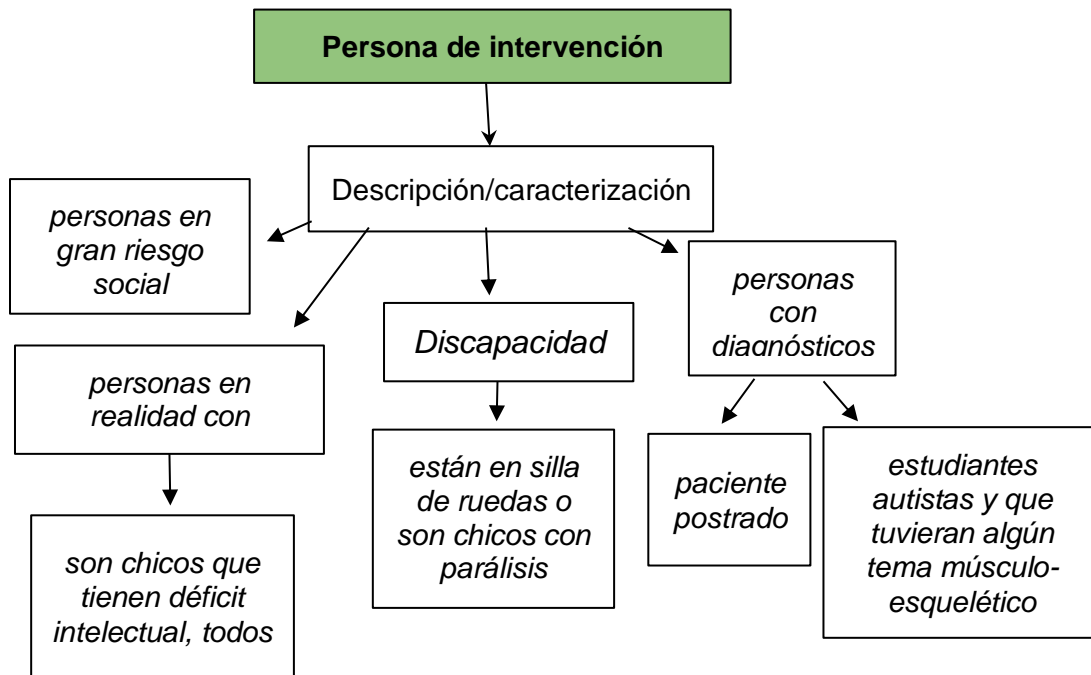 Persona de intervención
Descripción/caracterización
personas en
gran riesgo
social
personas en
realidad con
Discapacidad
personas
con
diagnósticos
son chicos que
tienen déficit
intelectual, todos
están en silla
de ruedas o
son chicos con
parálisis
paciente
postrado
estudiantes
autistas y que
tuvieran algún
tema músculo-
esquelético